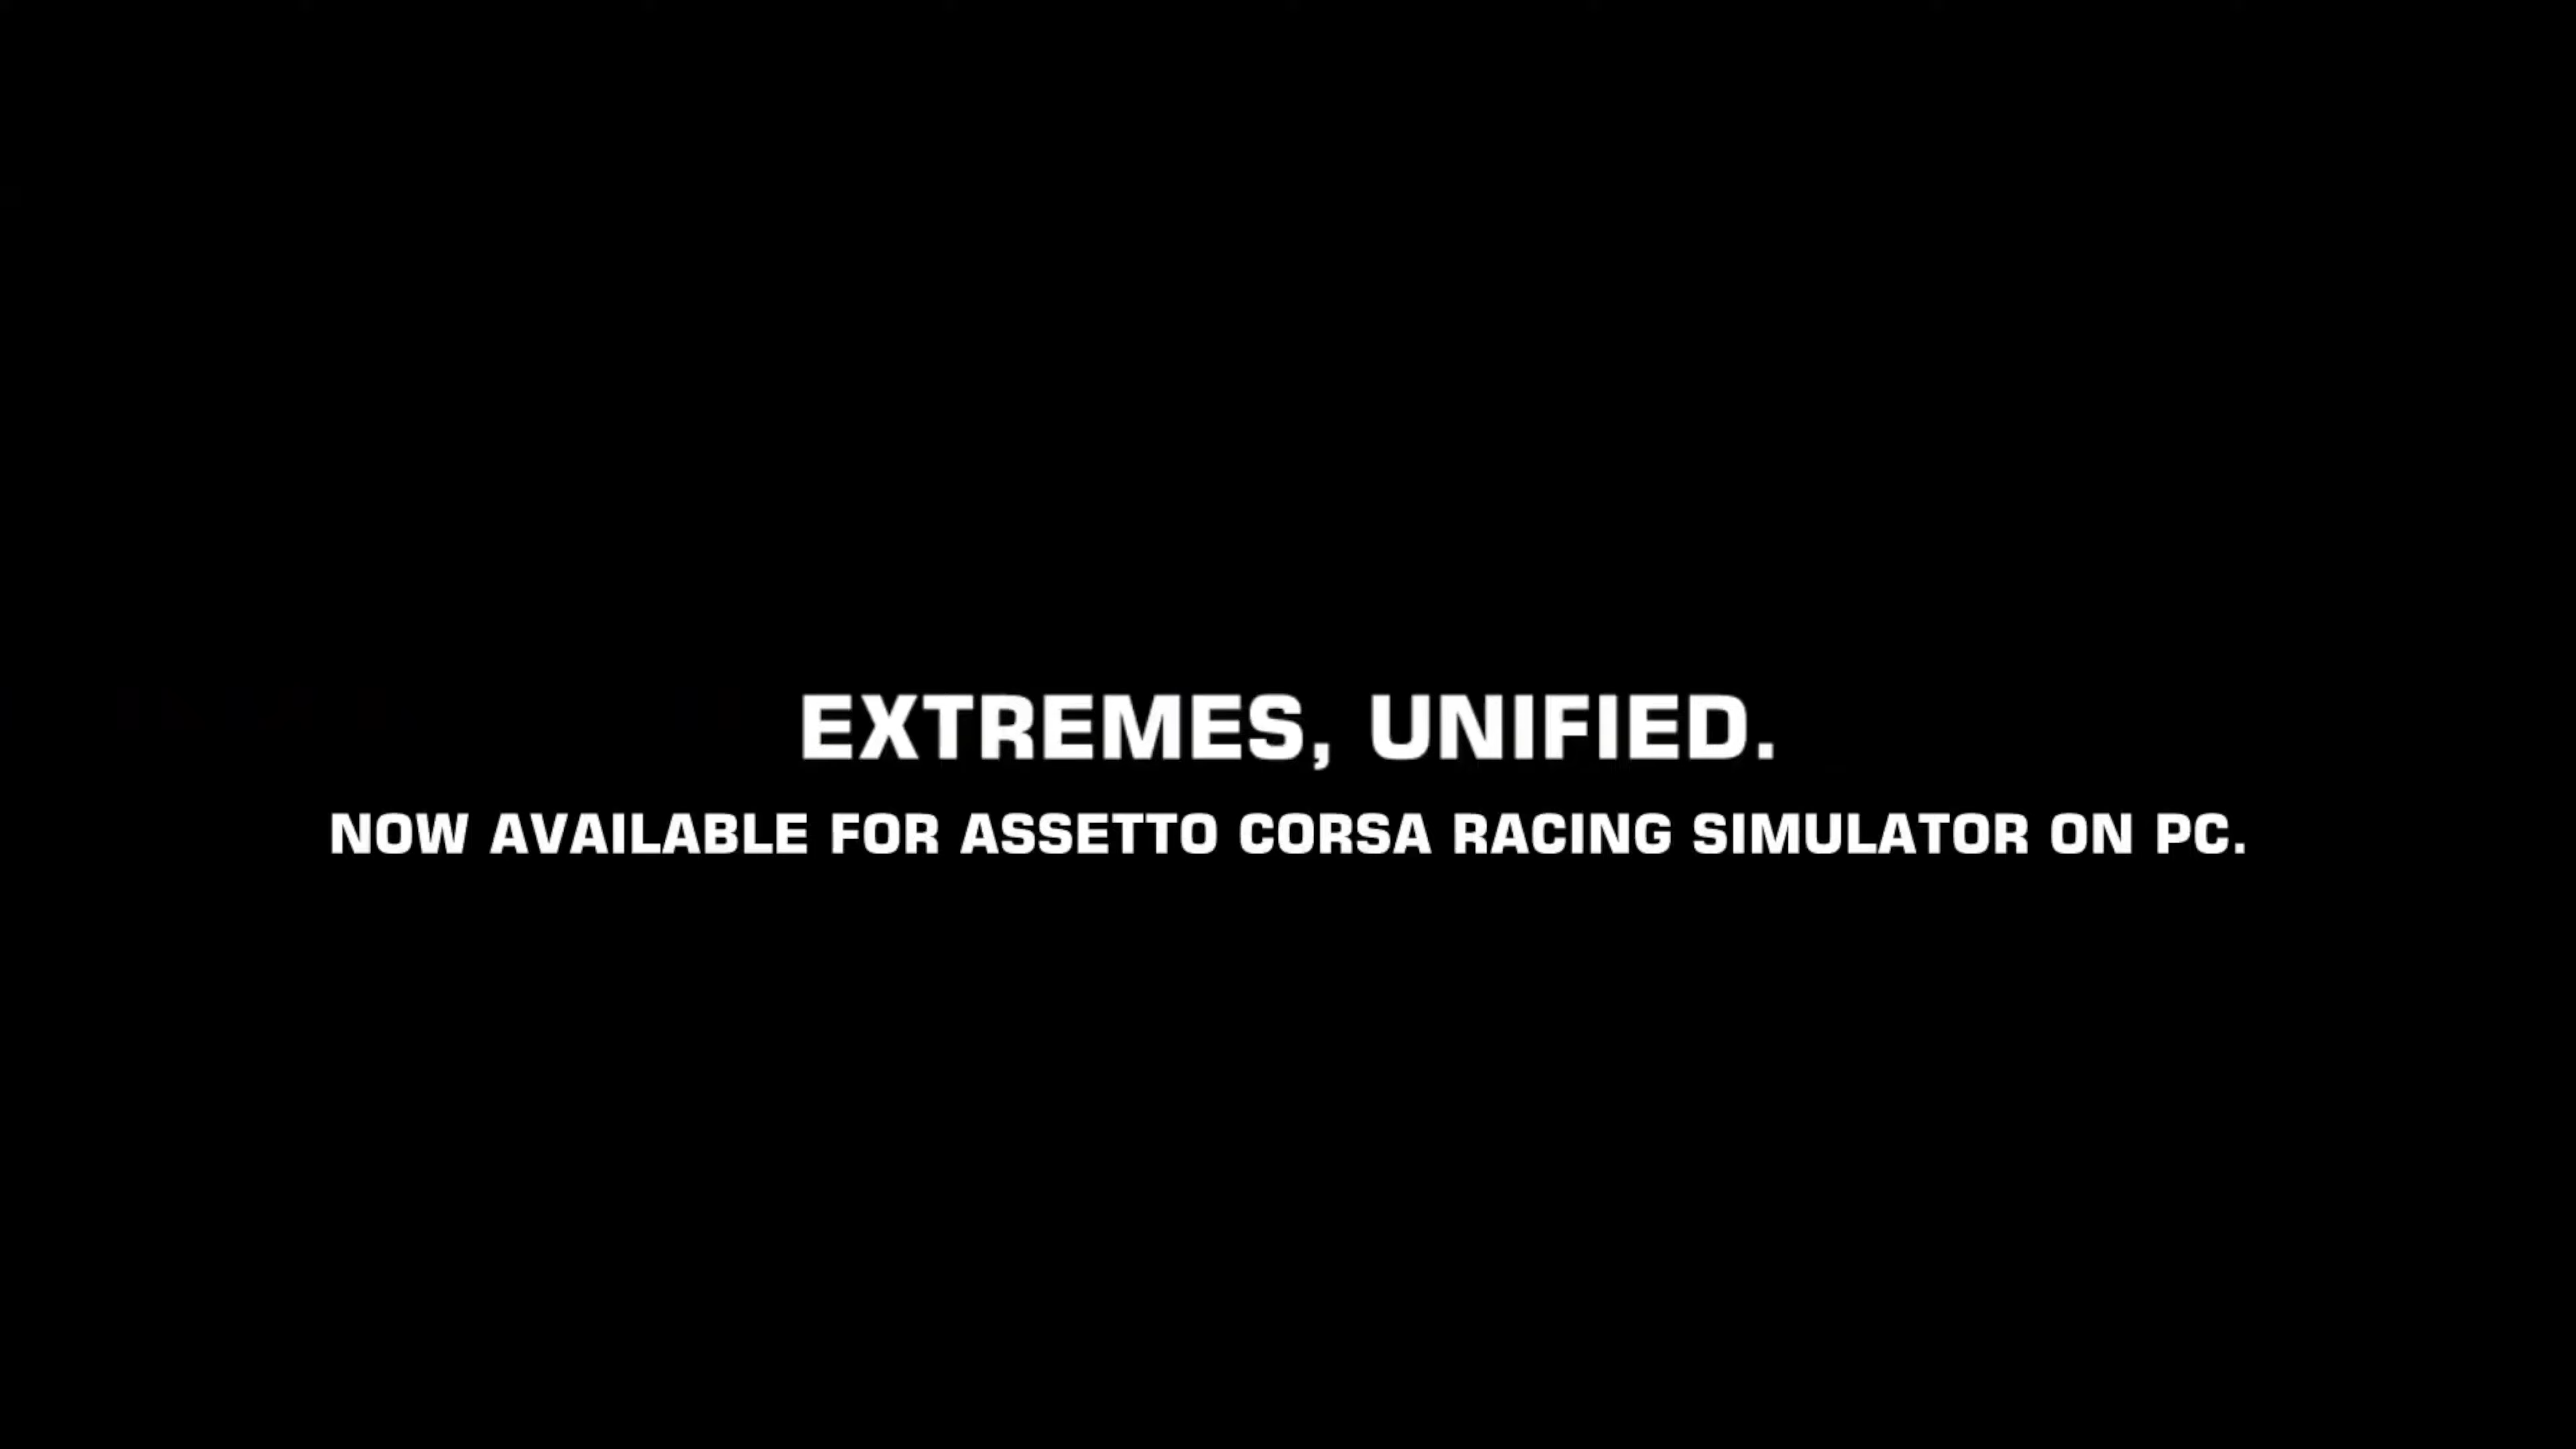 EXTREMES, UNIFIED.
NOW AVAILABLE FOR ASSETTO CORSA RACING SIMULATOR ON PC.